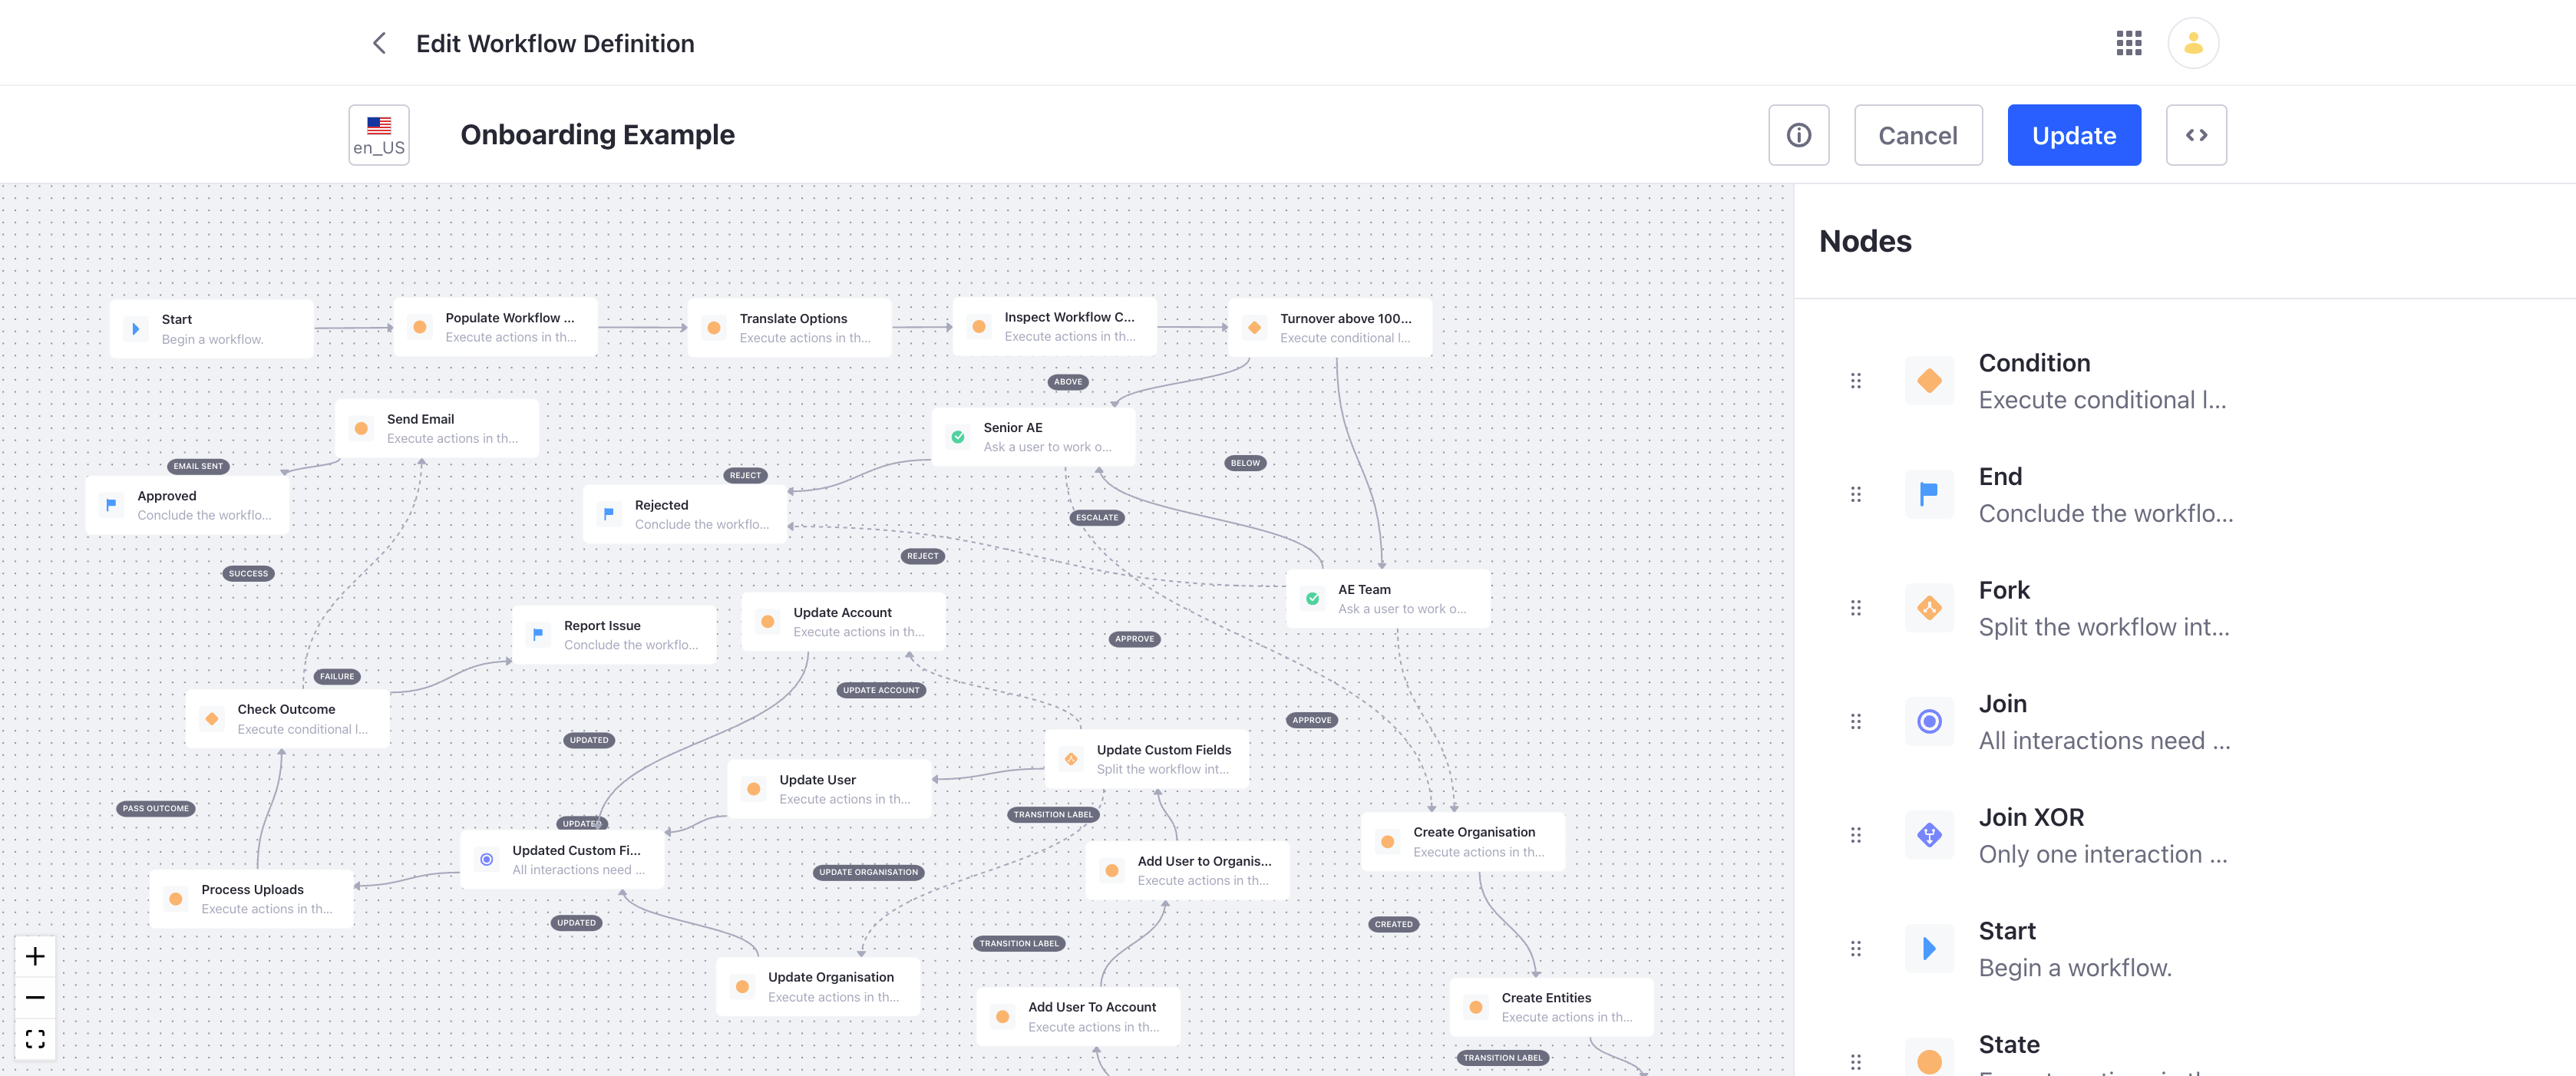 Edit Workflow Definition
en_US
Onboarding Example
Cancel
Update
Nodes
Start
Begin a workflow.
Populate Workflow ...
Execute actions in th...
Translate Options
Execute actions in th...
Inspect Workflow C...
Execute actions in th...
Turnover above 100...
Execute conditional l...
ABOVE
Send Email
Execute actions in th...
Senior AE
Ask a user to work o...
EMAIL SENT
REJECT
BELOW
Approved
Conclude the workflo...
Rejected
Conclude the workflo...
ESCALATE
REJECT
SUCCESS
AE Team
Ask a user to work o...
Report Issue
Conclude the workflo...
Update Account
Execute actions in th...
APPROVE
FAILURE
UPDATE ACCOUNT
Check Outcome
Execute conditional l...
APPROVE
UPDATED
Update Custom Fields
Split the workflow int...
Update User
Execute actions in th...
PASS OUTCOME
TRANSITION LABEL
UPDATED
Create Organisation
Execute actions in th...
Updated Custom Fi...
All interactions need ...
UPDATE ORGANISATION
Add User to Organis...
Execute actions in th...
Process Uploads
Execute actions in th...
UPDATED
CREATED
TRANSITION LABEL
Update Organisation
Execute actions in th...
Add User To Account
Execute actions in th...
Create Entities
Execute actions in th...
TRANSITION LABEL
Condition
Execute conditional l...
End
Conclude the workflo...
Fork
Split the workflow int...
Join
All interactions need ...
Join XOR
Only one interaction ...
Start
Begin a workflow.
State